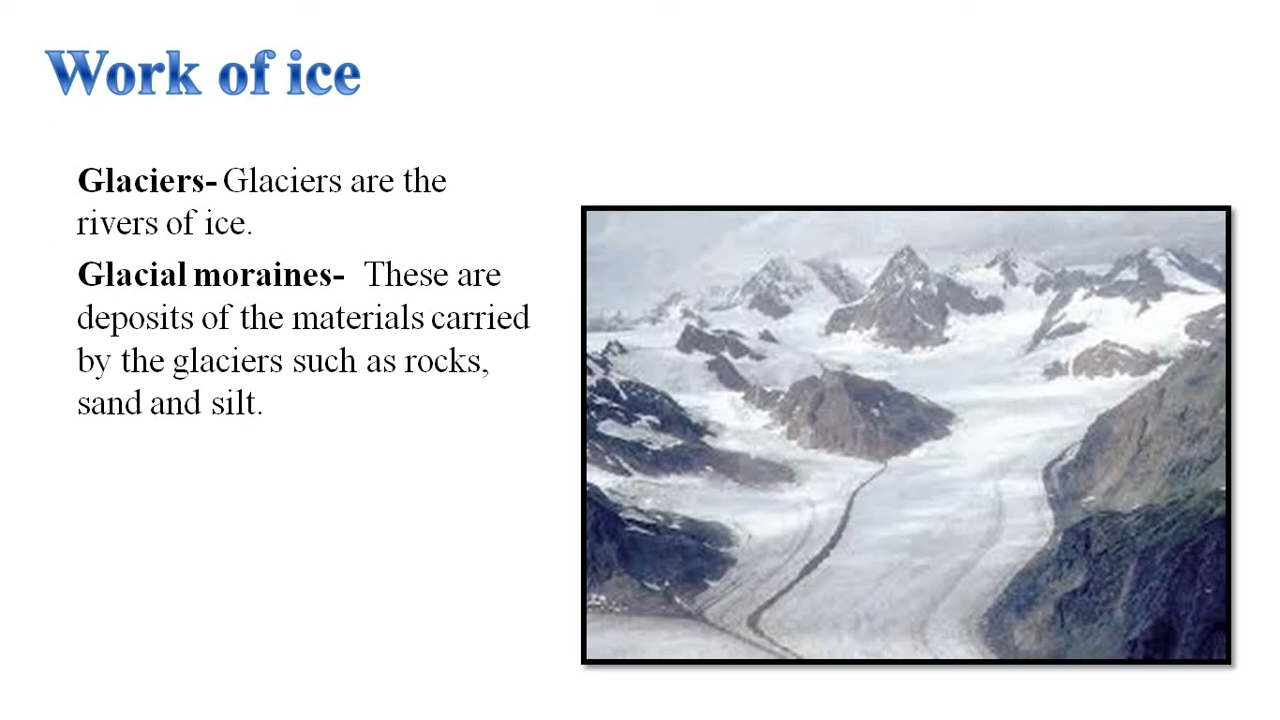 Work of ice
Glaciers- Glaciers are the
rivers of ice.
Glacial moraines- These are
deposits of the materials carried
by the glaciers such as rocks,
sand and silt.